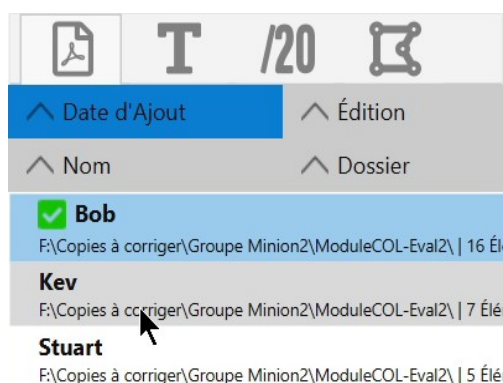 T /20
Date d'Ajout Édition
Nom Dossier
Bob
F:\Copies à corriger\Groupe Minion2\ModuleCOL-Eval2\ | 16 Él
Kev
F:\Copies à corriger\Groupe Minion2\ModuleCOL-Eval2\ | 7 Élé
Stuart
F:\Copies à corriger\Groupe Minion2\ModuleCOL-Eval2\ | 5 Élé